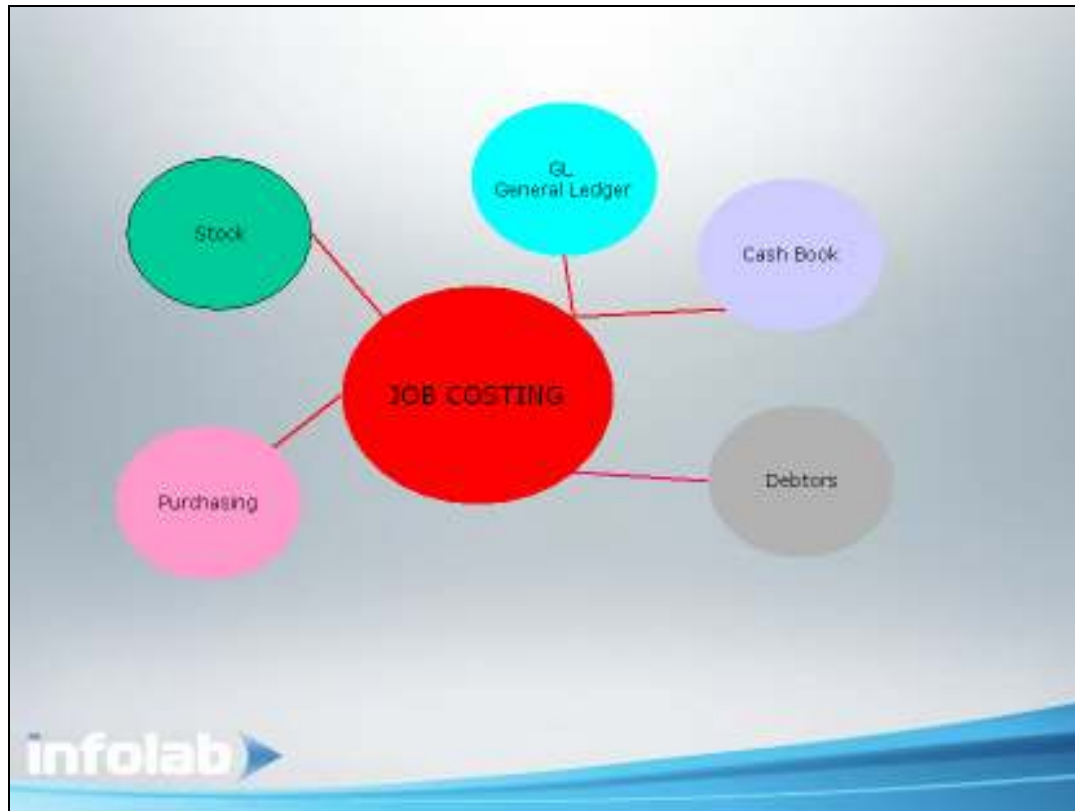 GL
General Ledger
Stock
Cash Book
JOB COSTING
Debtors
Purchasing
infolab